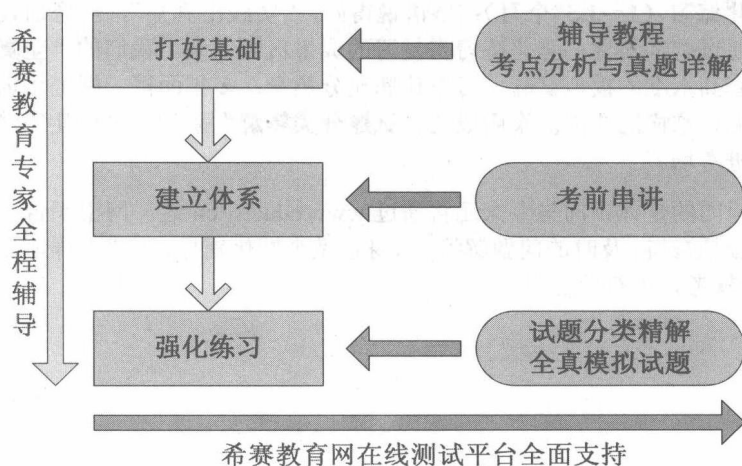 希赛教育专家全程辅导
打好基础
辅导教程
考点分析与真题详解
建立体系
考前串讲
强化练习
试题分类精解
全真模拟试题
希赛教育网在线测试平台全面支持